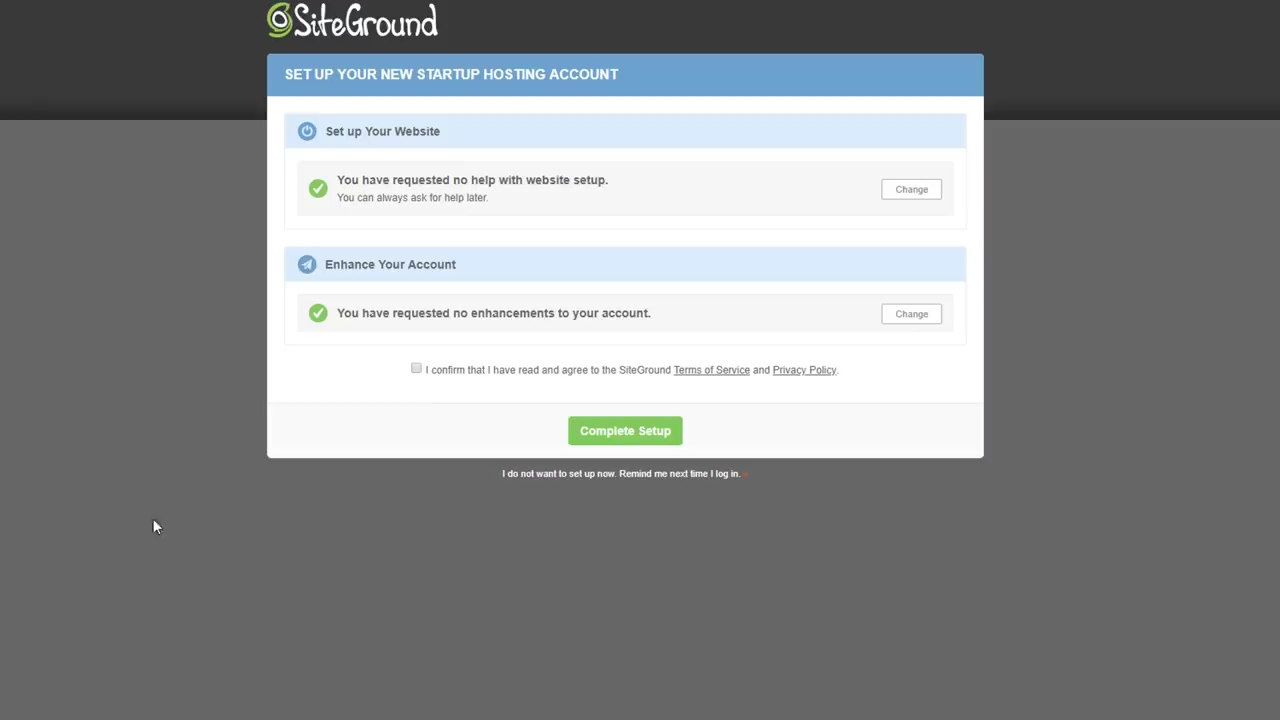 SiteGround
SET UP YOUR NEW STARTUP HOSTING ACCOUNT
Set up Your Website
You have requested no help with website setup.
You can always ask for help later.
Change
Enhance Your Account
You have requested no enhancements to your account.
Change
I confirm that I have read and agree to the SiteGround Terms of Service and Privacy Policy.
Complete Setup
I do not want to set up now. Remind me next time I log in. »